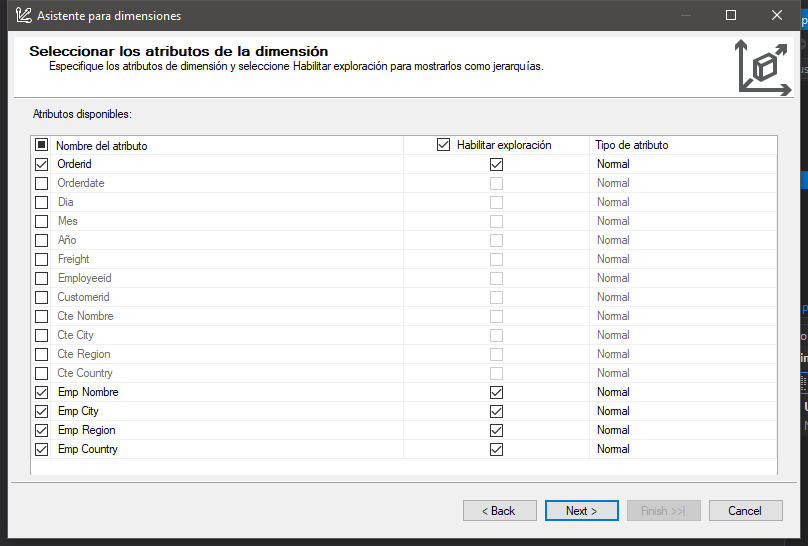 Asistente para dimensiones
Seleccionar los atributos de la dimensión
Especifique los atributos de dimensión y seleccione Habilitar exploración para mostrarlos como jerarquías.
Atributos disponibles:
Nombre del atributo Habilitar exploración Tipo de atributo
Orderid Normal
Orderdate Normal
Dia Normal
Mes Normal
Año Normal
Freight Normal
Employeeid Normal
Customerid Normal
Cte Nombre Normal
Cte City Normal
Cte Region Normal
Cte Country Normal
Emp Nombre Normal
Emp City Normal
Emp Region Normal
Emp Country Normal
< Back Next > Finish >>| Cancel